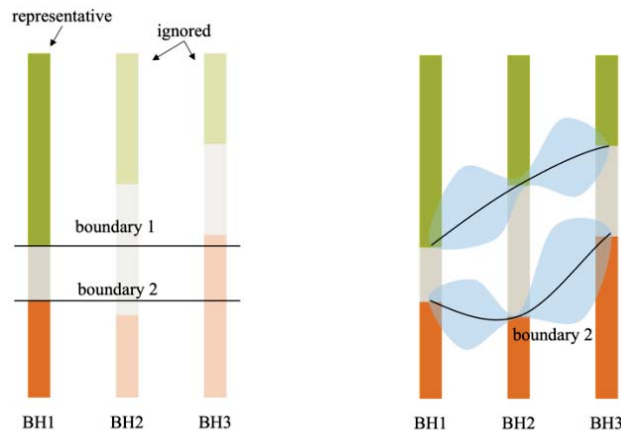 representative
ignored
boundary 1
boundary 2
boundary 2
BH1 BH2 BH3
BH1 BH2 BH3